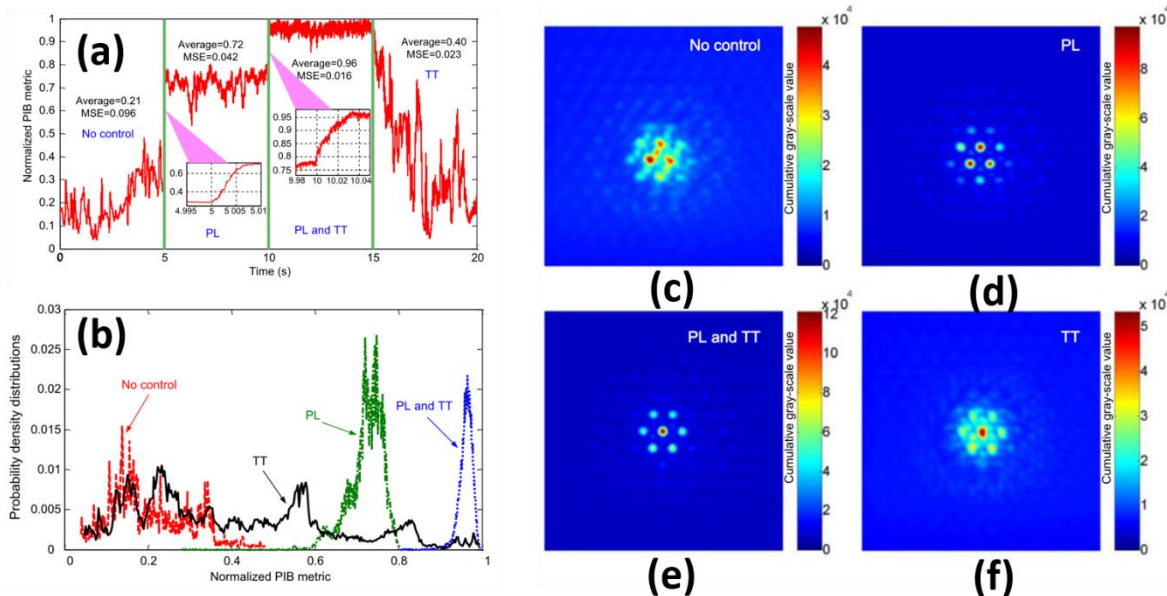 (a)
Normalized PIB metric
1
0.9
0.8
0.7
0.6
0.5
0.4
0.3
0.2
0.1
0
Average=0.21
MSE=0.096
No control
Average=0.72
MSE=0.042
Average=0.96
MSE=0.016
Average=0.40
MSE=0.023
TT
0.6
0.4
4.995 5 5.005 5.01
0.95
0.9
0.85
0.8
0.75
9.98 10 10.02 10.04
PL
PL and TT
0 5 10 15 20
Time (s)
(b)
Probability density distributions
0.03
0.025
0.02
0.015
0.01
0.005
0
No control
PL
PL and TT
TT
0 0.2 0.4 0.6 0.8 1
Normalized PIB metric
No control
x 10⁴
5
4
3
2
1
0
Cumulative gray-scale value
(c)
PL
x 10⁴
8
6
4
2
0
Cumulative gray-scale value
(d)
PL and TT
x 10⁴
12
10
8
6
4
2
0
Cumulative gray-scale value
(e)
TT
x 10⁴
5
4
3
2
1
0
Cumulative gray-scale value
(f)